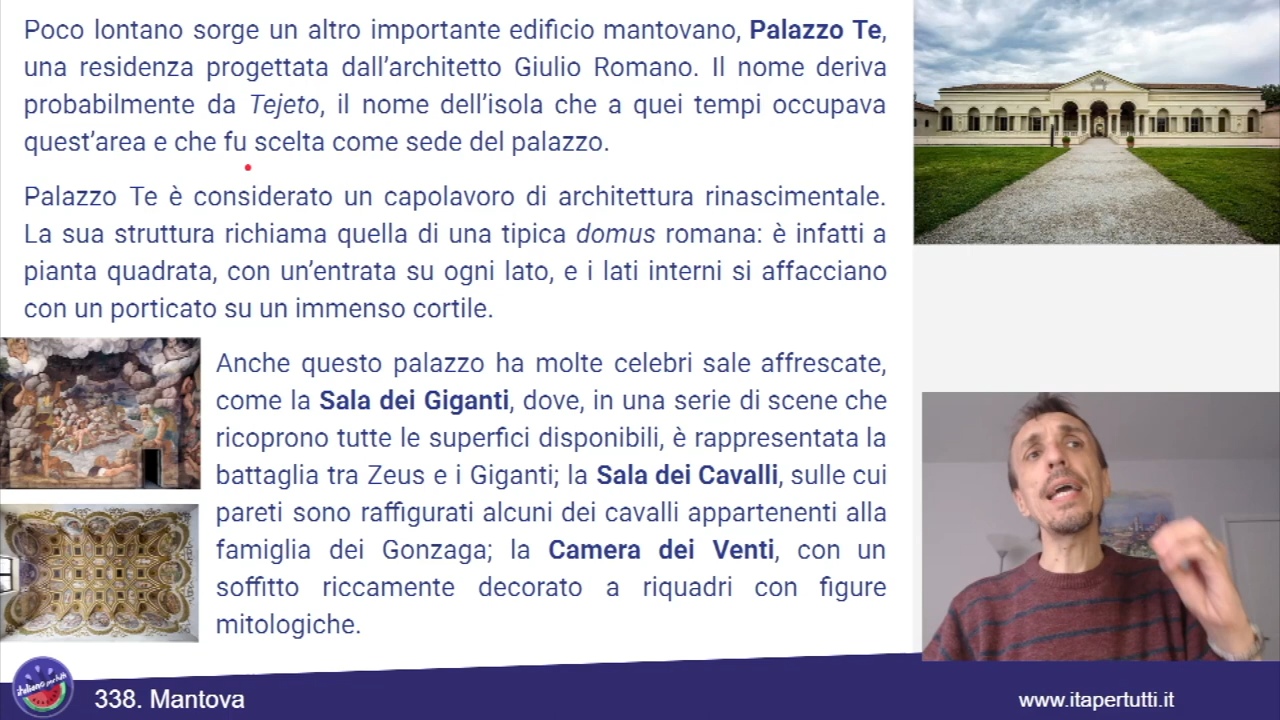 Poco lontano sorge un altro importante edificio mantovano, Palazzo Te,
una residenza progettata dall'architetto Giulio Romano. Il nome deriva
probabilmente da Tejeto, il nome dell'isola che a quei tempi occupava
quest'area e che fu scelta come sede del palazzo.
Palazzo Te è considerato un capolavoro di architettura rinascimentale.
La sua struttura richiama quella di una tipica domus romana: è infatti a
pianta quadrata, con un'entrata su ogni lato, e i lati interni si affacciano
con un porticato su un immenso cortile.
Anche questo palazzo ha molte celebri sale affrescate,
come la Sala dei Giganti, dove, in una serie di scene che
ricoprono tutte le superfici disponibili, è rappresentata la
battaglia tra Zeus e i Giganti; la Sala dei Cavalli, sulle cui
pareti sono raffigurati alcuni dei cavalli appartenenti alla
famiglia dei Gonzaga; la Camera dei Venti, con un
soffitto riccamente decorato a riquadri con figure
mitologiche.
italiano per tutti
338. Mantova
www.itapertutti.it